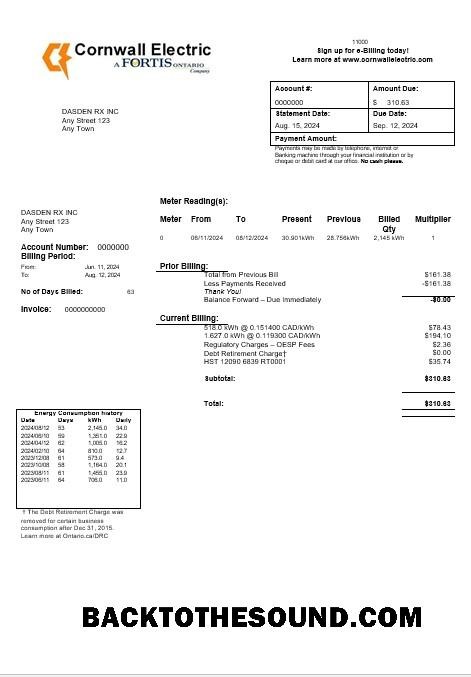 Cornwall Electric
A FORTIS ONTARIO
Company
11000
Sign up for e-Billing today!
Learn more at www.cornwallelectric.com
Account #: Amount Due:
0000000 $ 310.63
Statement Date: Due Date:
Aug. 15, 2024 Sep. 12, 2024
Payment Amount:
Payments may be made by telephone, internet or
Banking machine through your financial institution or by
cheque or debit card at our office. No cash please.
DASDEN RX INC
Any Street 123
Any Town
DASDEN RX INC
Any Street 123
Any Town
Account Number: 0000000
Billing Period:
From: Jun. 11, 2024
To: Aug. 12, 2024
No of Days Billed: 63
Invoice: 0000000000
Meter Reading(s):
Meter From To Present Previous Billed Qty Multiplier
0 06/11/2024 08/12/2024 30.901kWh 28.756kWh 2,145 kWh 1
Prior Billing:
Total from Previous Bill $161.38
Less Payments Received -$161.38
Thank You!
Balance Forward – Due Immediately -$0.00
Current Billing:
518.0 kWh @ 0.151400 CAD/kWh $78.43
1.627.0 kWh @ 0.119300 CAD/kWh $194.10
Regulatory Charges – OESP Fees $2.36
Debt Retirement Charge† $0.00
HST 12090 6839 RT0001 $35.74
Subtotal: $310.63
Total: $310.63
Energy Consumption history
Date Days kWh Daily
2024/08/12 53 2,145.0 34.0
2024/06/10 59 1,351.0 22.9
2024/04/12 62 1,005.0 16.2
2024/02/10 64 810.0 12.7
2023/12/08 61 573.0 9.4
2023/10/08 58 1,164.0 20.1
2023/08/11 61 1,455.0 23.9
2023/06/11 64 706.0 11.0
† The Debt Retirement Charge was
removed for certain business
consumption after Dec 31, 2015.
Learn more at Ontario.ca/DRC
BACKTOTHESOUND.COM